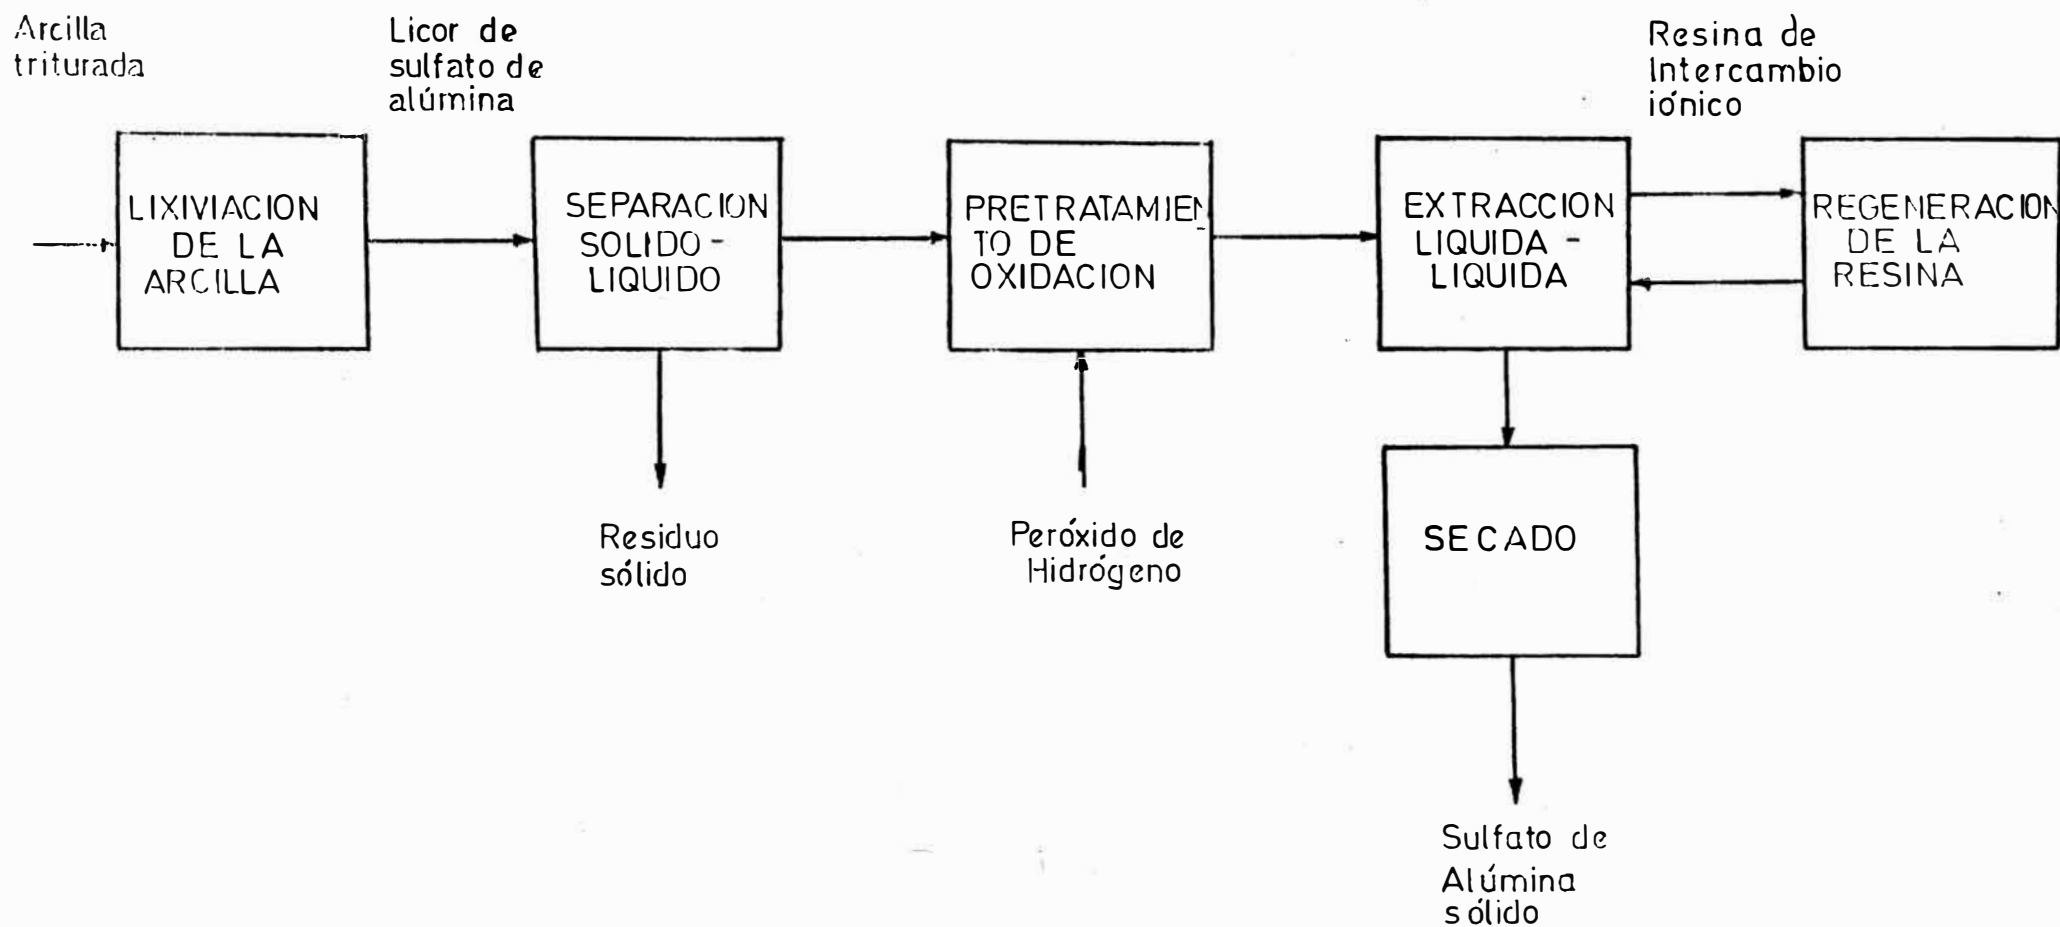 Arcilla
triturada
Licor de
sulfato de
alúmina
Resina de
Intercambio
iónico
LIXIVIACION
DE LA
ARCILLA
SEPARACION
SOLIDO -
LIQUIDO
PRETRATAMIEN
TO DE
OXIDACION
EXTRACCION
LIQUIDA -
LIQUIDA
REGENERACION
DE LA
RESINA
Residuo
sólido
Peróxido de
Hidrógeno
SECADO
Sulfato de
Alúmina
sólido